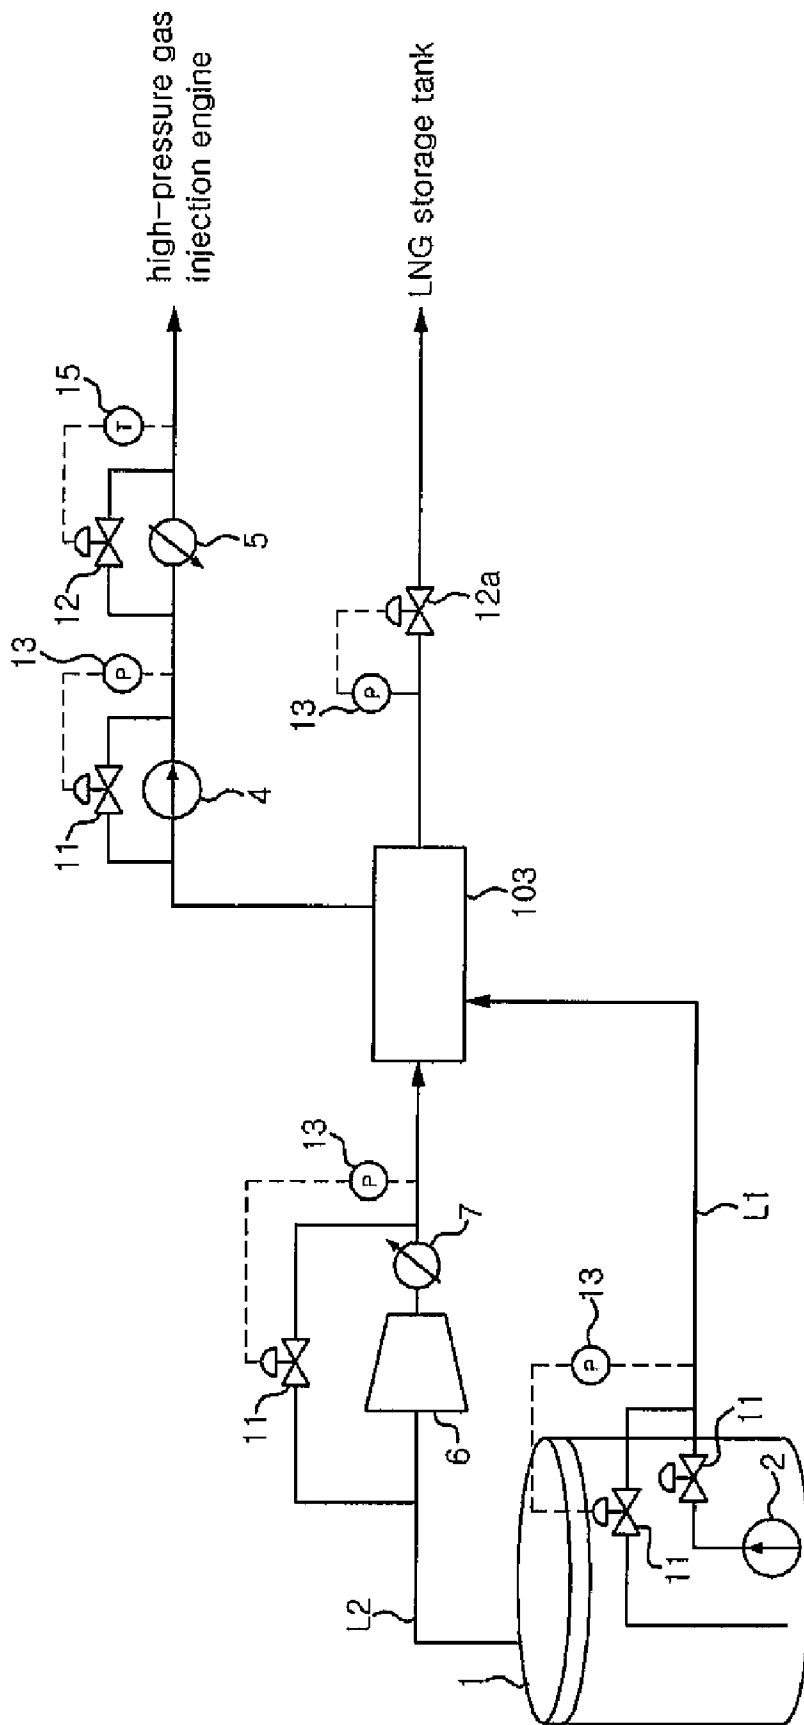 high-pressure gas
injection engine
LNG storage tank
15
T
12
5
13
P
11
4
12a
13
P
103
13
P
7
11
6
L1
13
P
11
11
2
L2
1